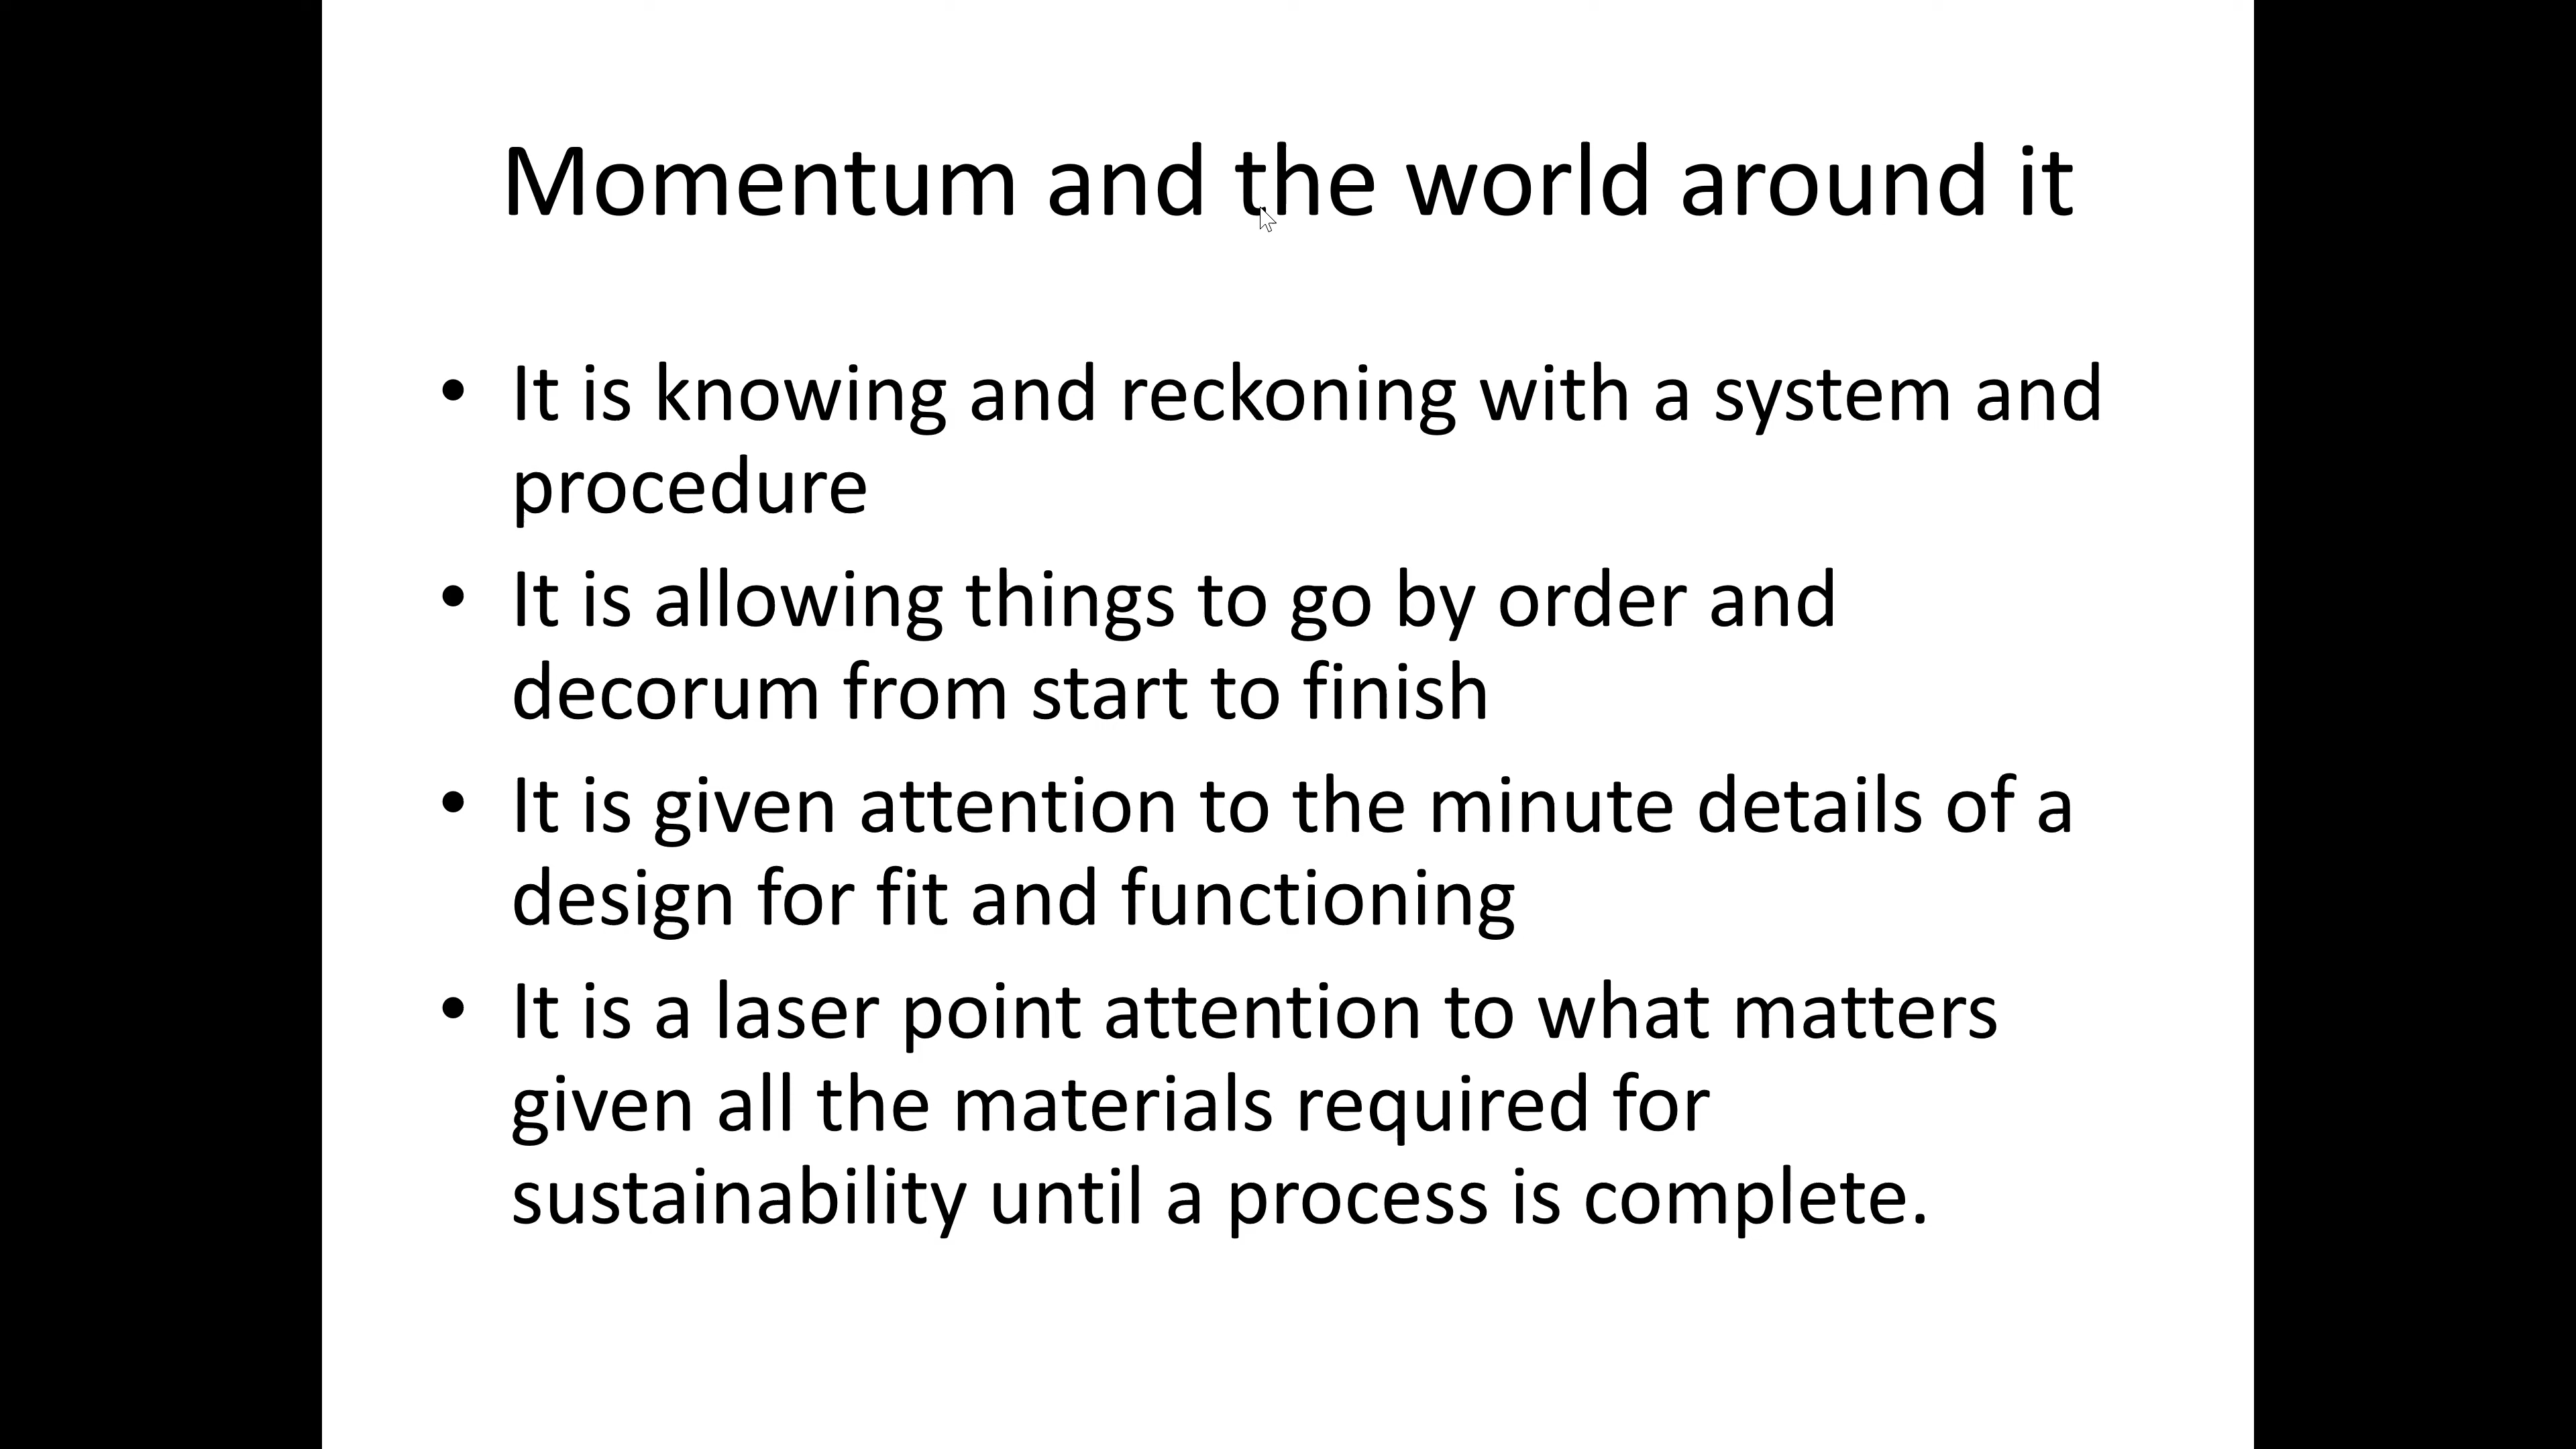 Momentum and the world around it
• It is knowing and reckoning with a system and
procedure
• It is allowing things to go by order and
decorum from start to finish
• It is given attention to the minute details of a
design for fit and functioning
• It is a laser point attention to what matters
given all the materials required for
sustainability until a process is complete.